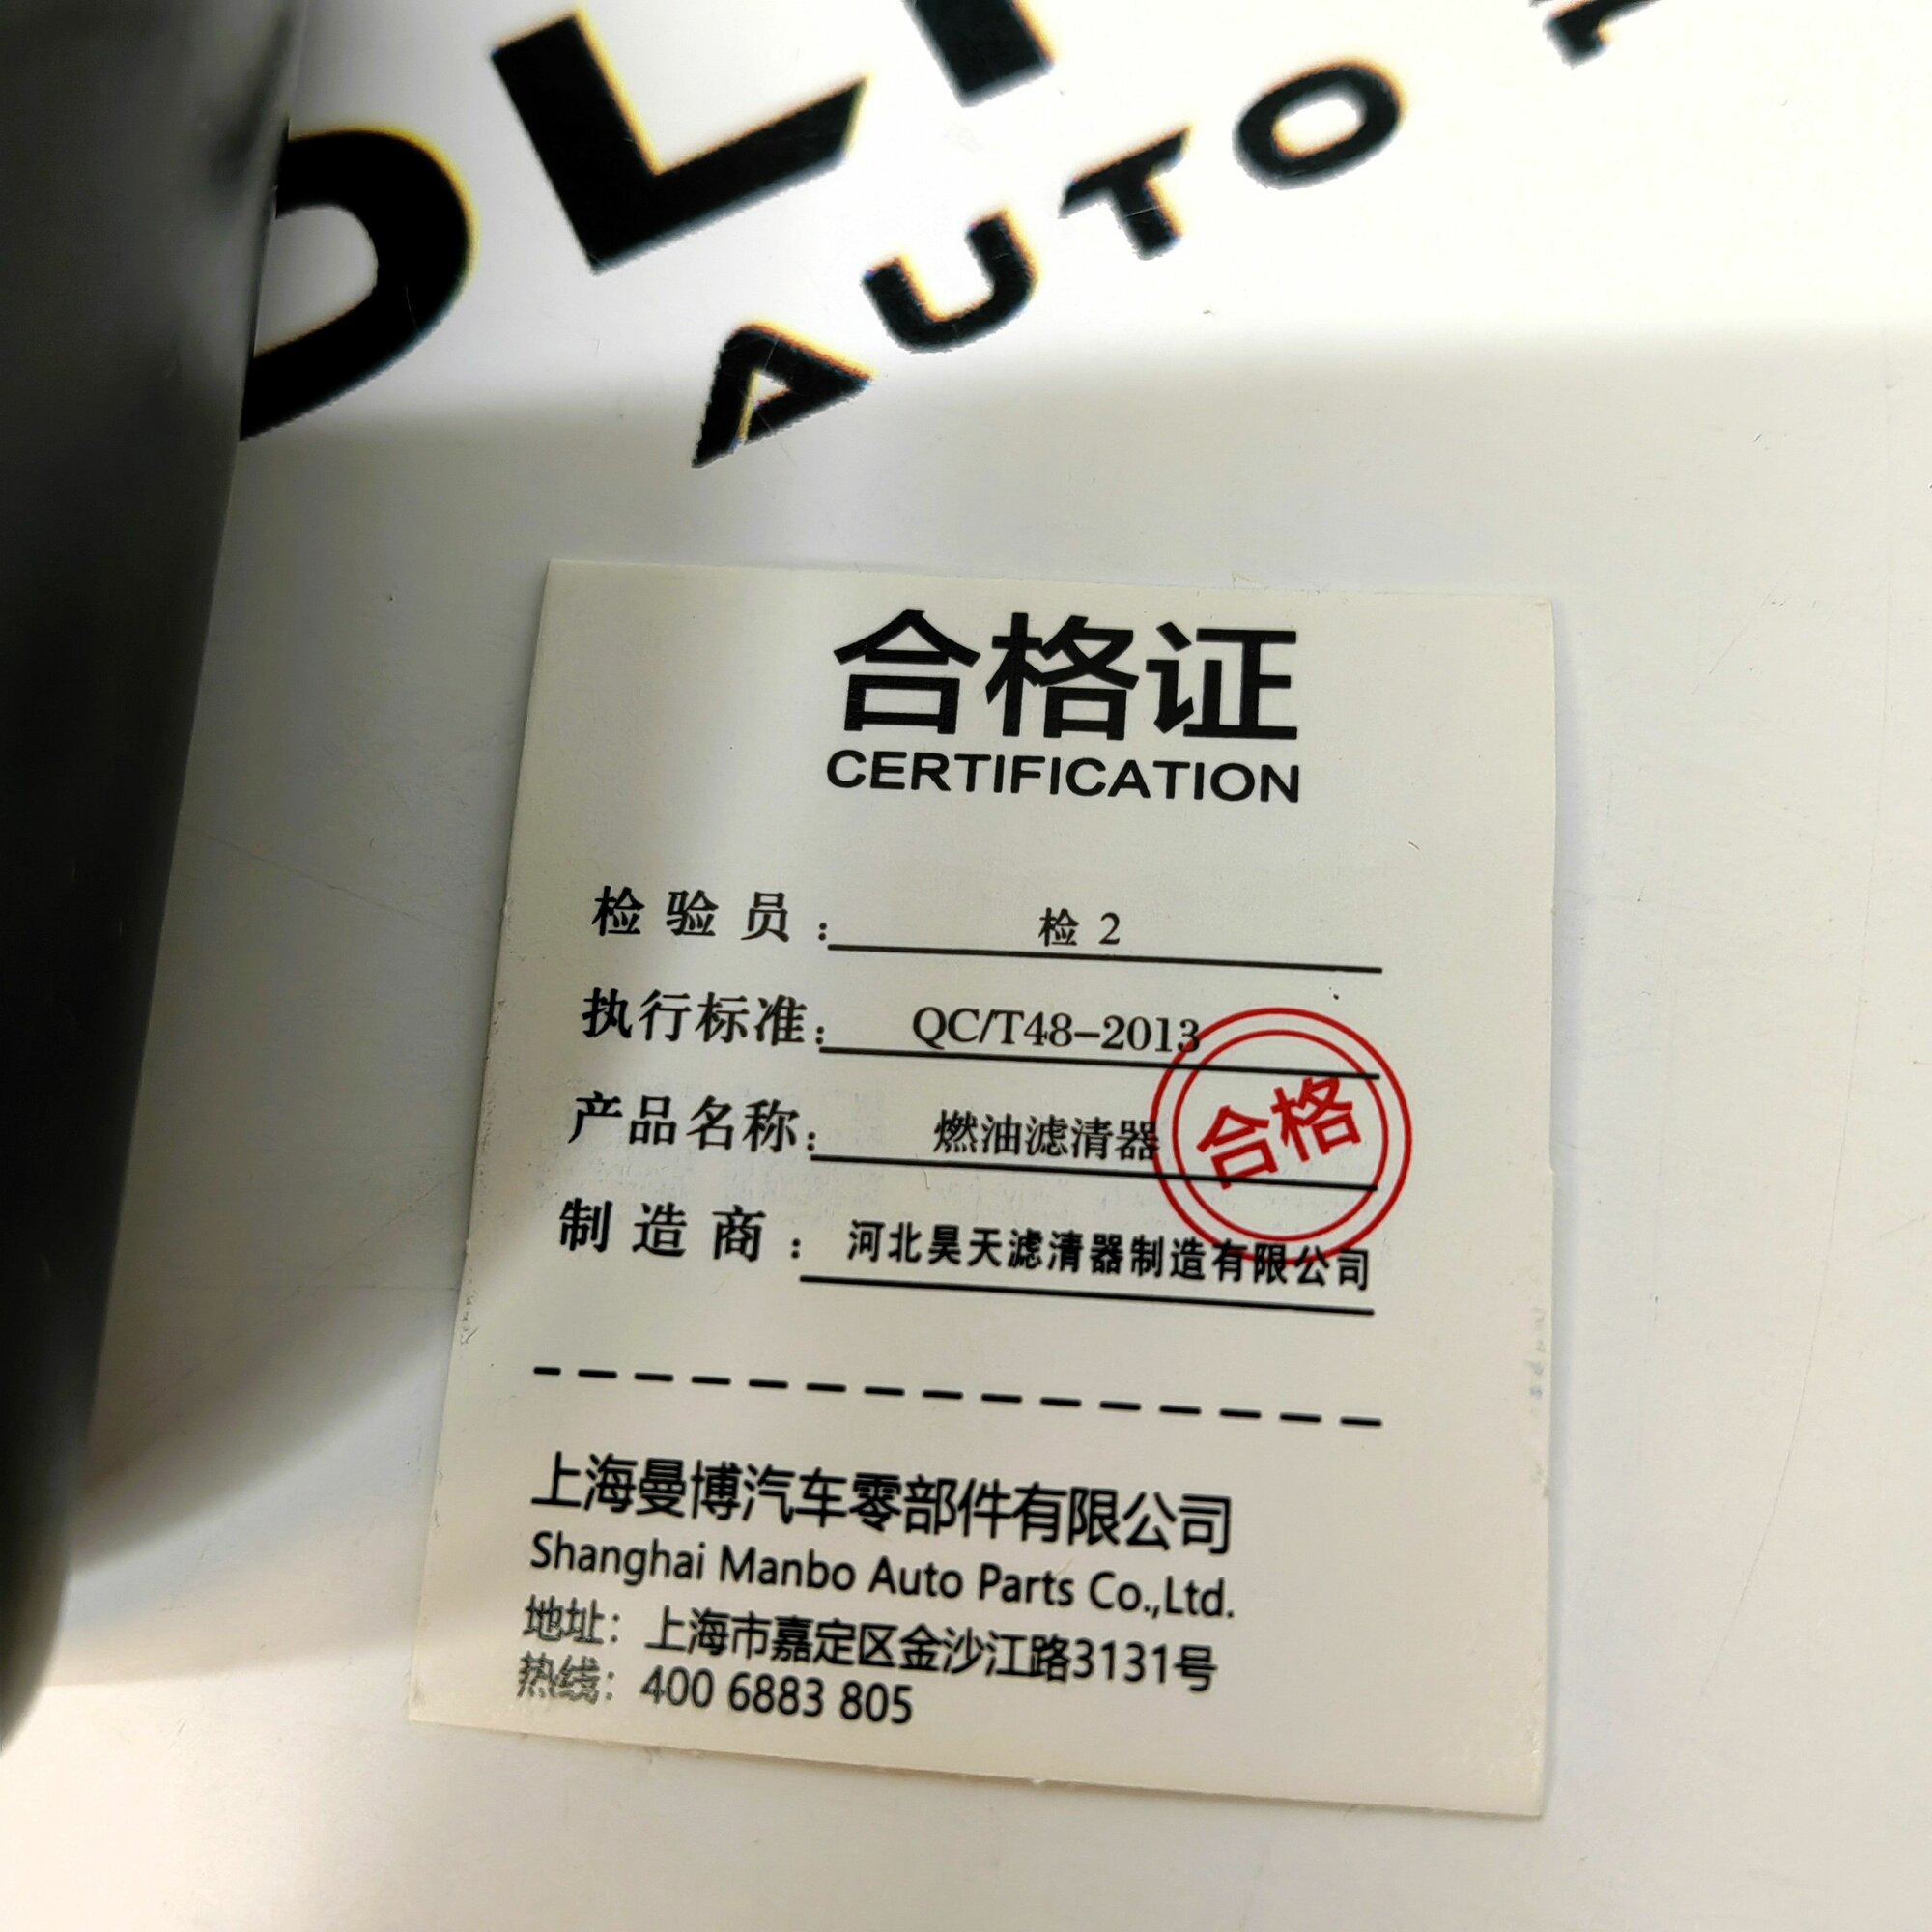 AUTO
合格证
CERTIFICATION
检验员：检 2
执行标准：QC/T48-2013
产品名称：燃油滤清器
合格
制造商：河北昊天滤清器制造有限公司
上海曼博汽车零部件有限公司
Shanghai Manbo Auto Parts Co.,Ltd.
地址：上海市嘉定区金沙江路3131号
热线：400 6883 805